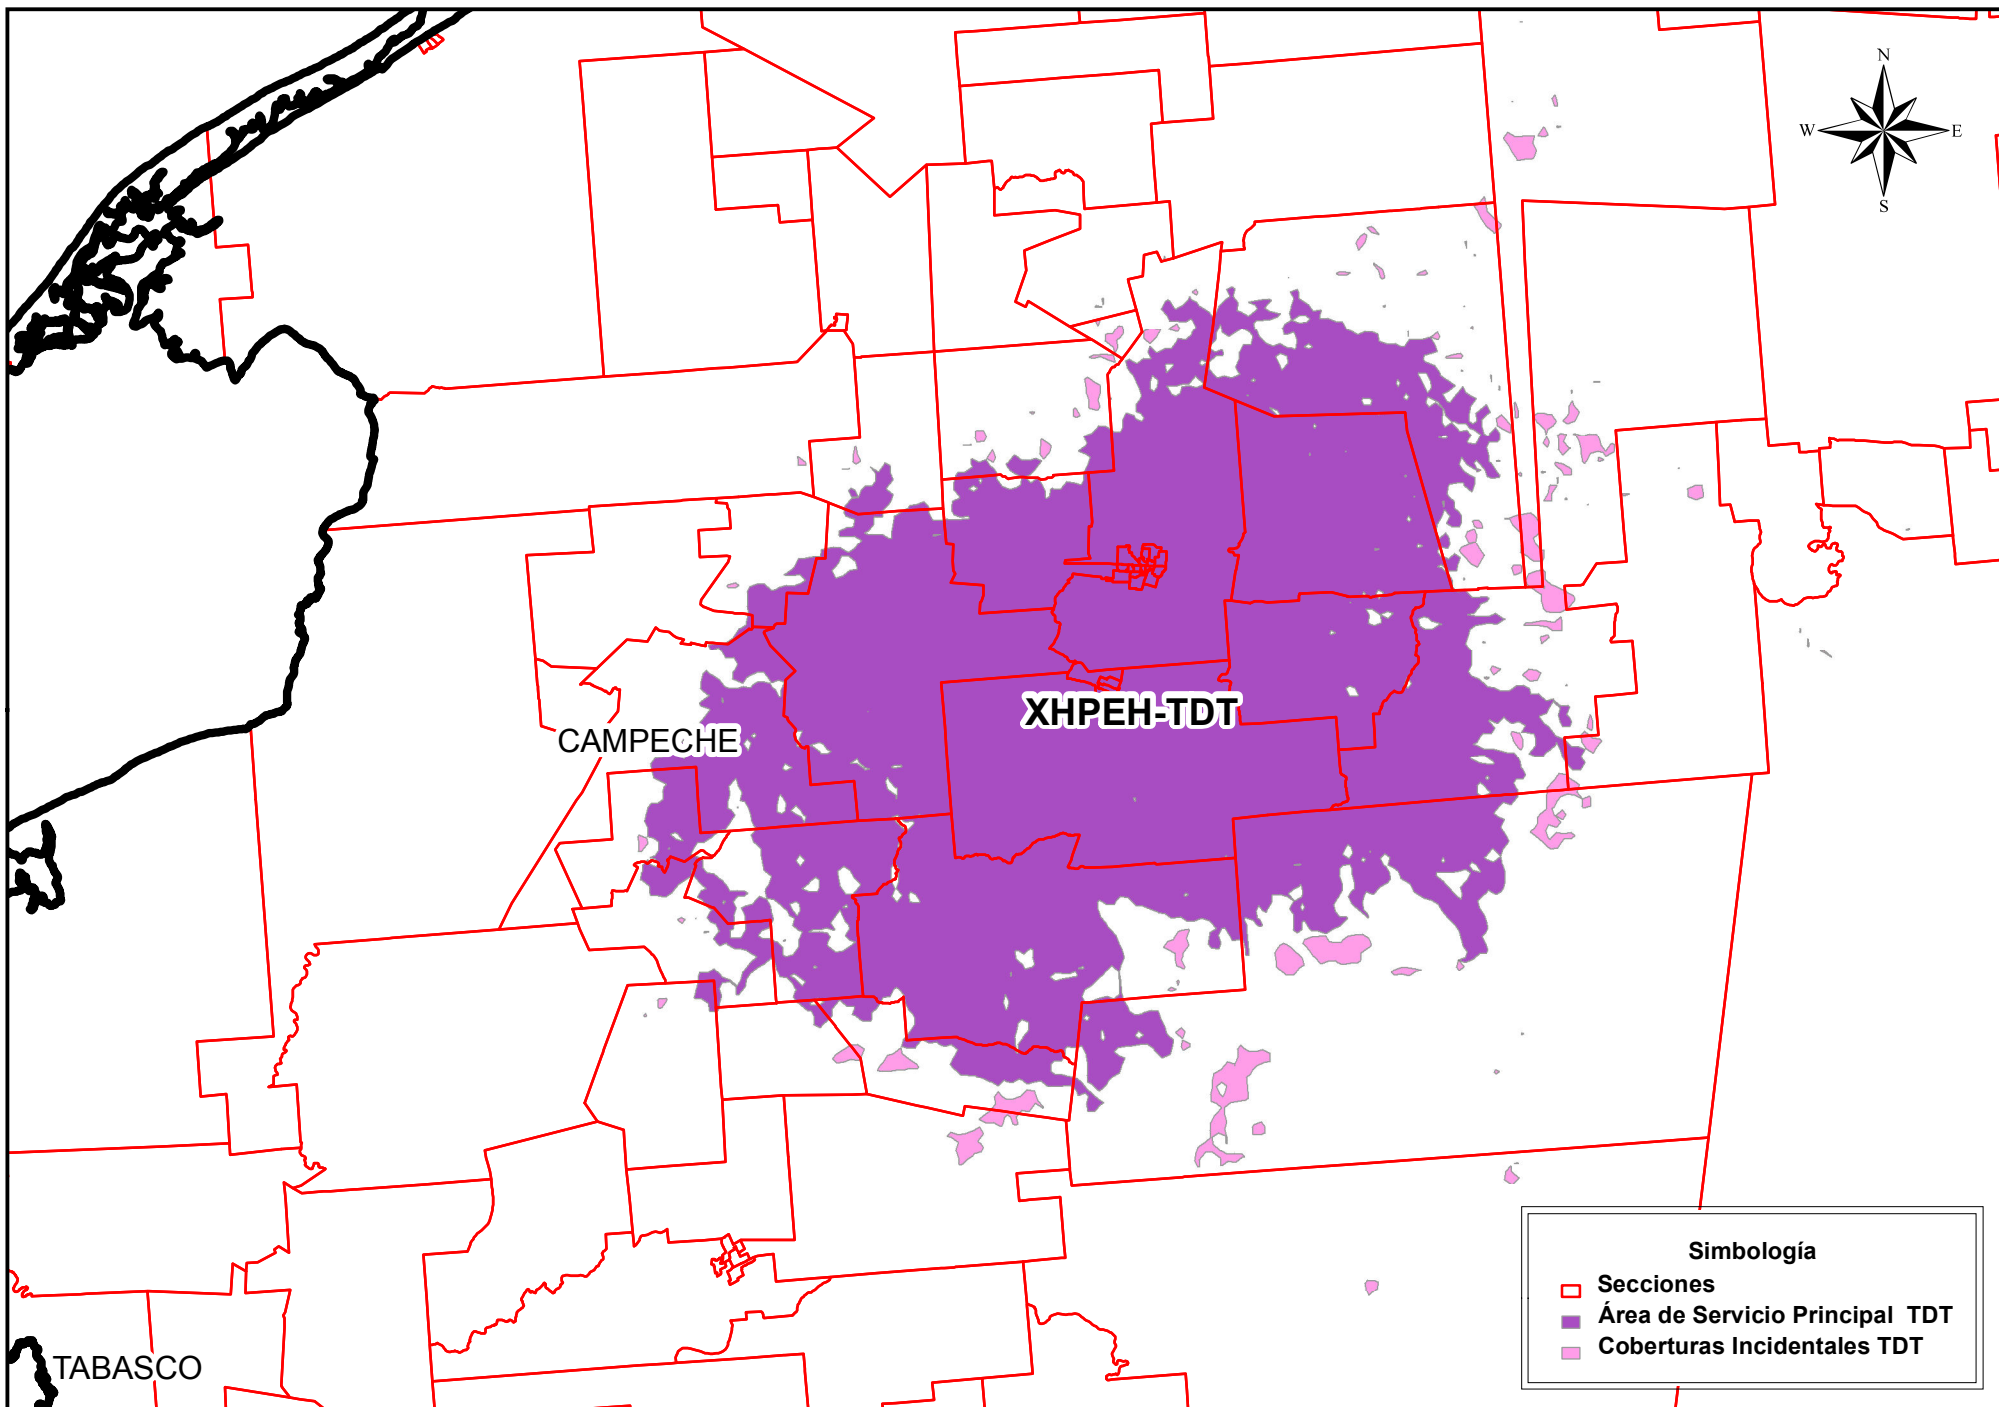 N
W E
S
XHPEH-TDT
CAMPECHE
Simbología
Secciones
Área de Servicio Principal TDT
Coberturas Incidentales TDT
TABASCO